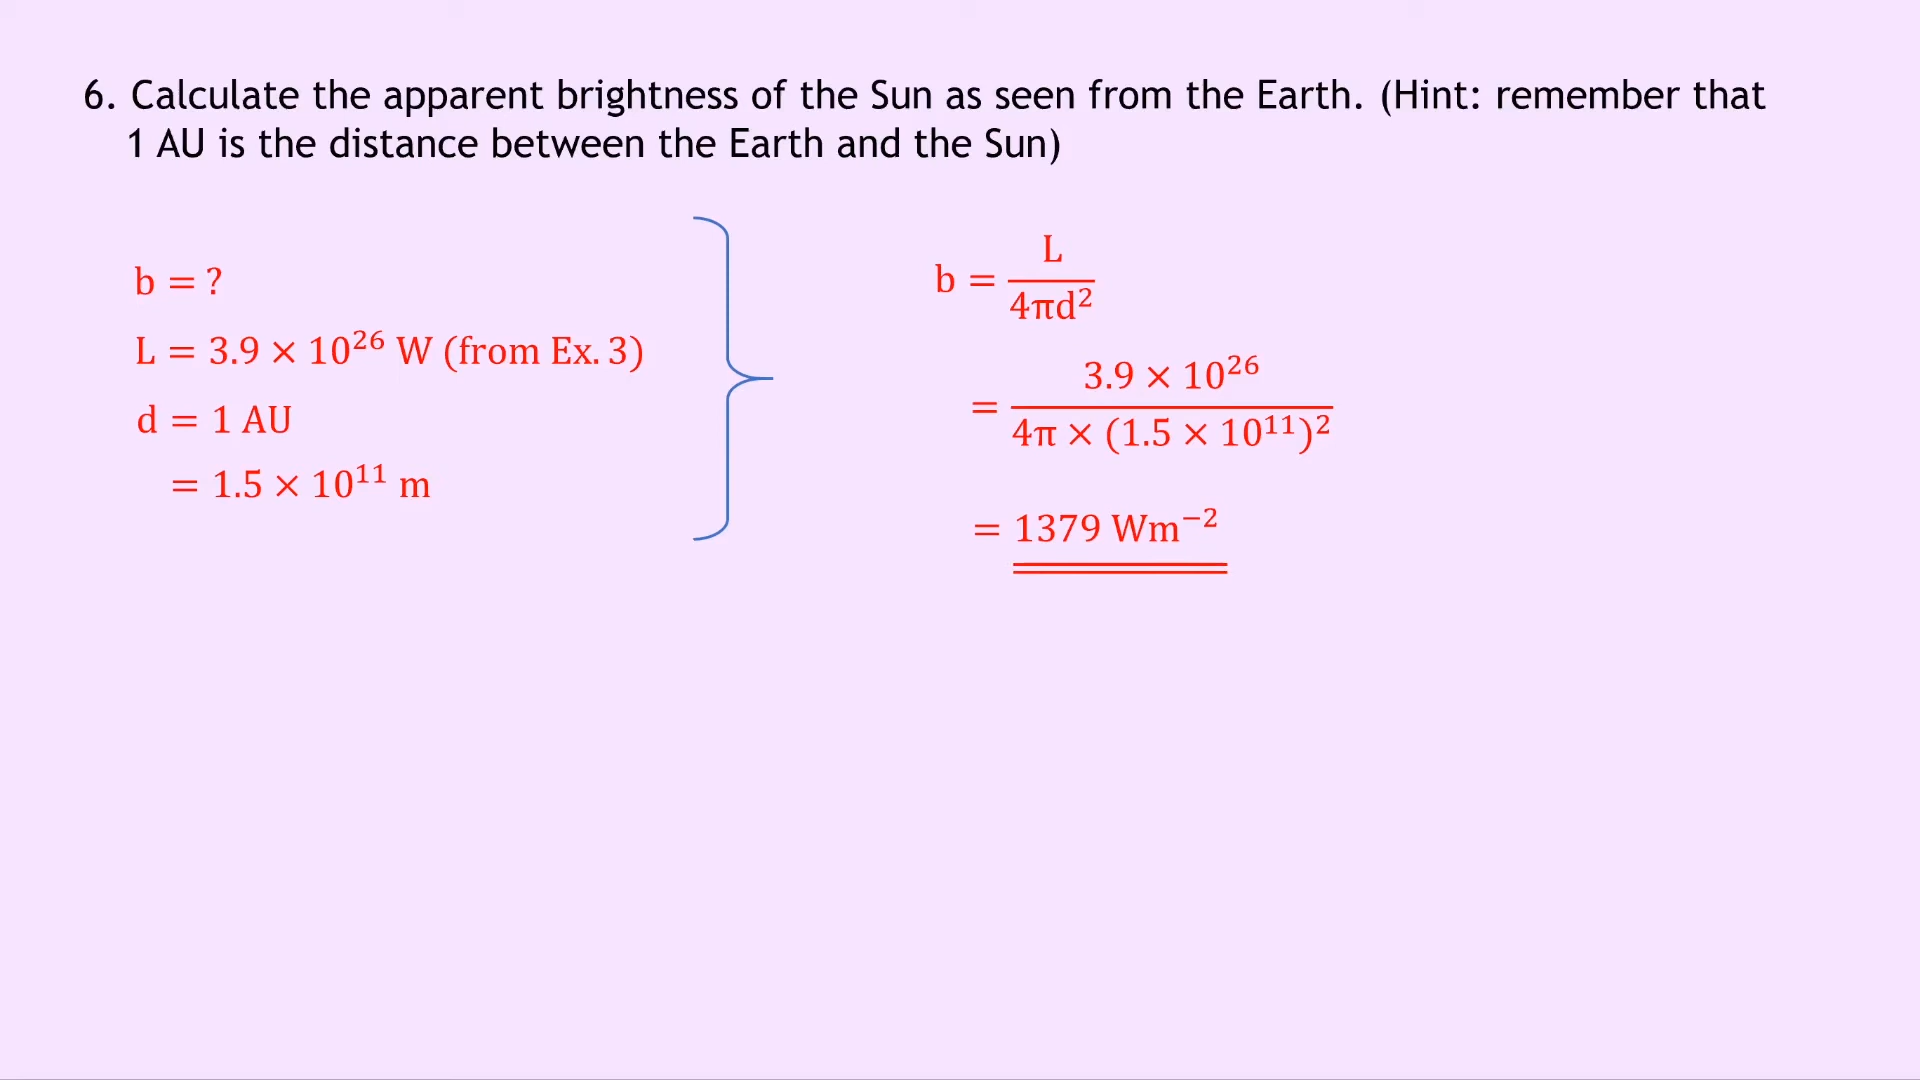 6. Calculate the apparent brightness of the Sun as seen from the Earth. (Hint: remember that
1 AU is the distance between the Earth and the Sun)
b = ?
L = 3.9 × 10²⁶ W (from Ex. 3)
d = 1 AU
= 1.5 × 10¹¹ m
b = L / 4πd²
= 3.9 × 10²⁶ / 4π × (1.5 × 10¹¹)²
= 1379 Wm⁻²